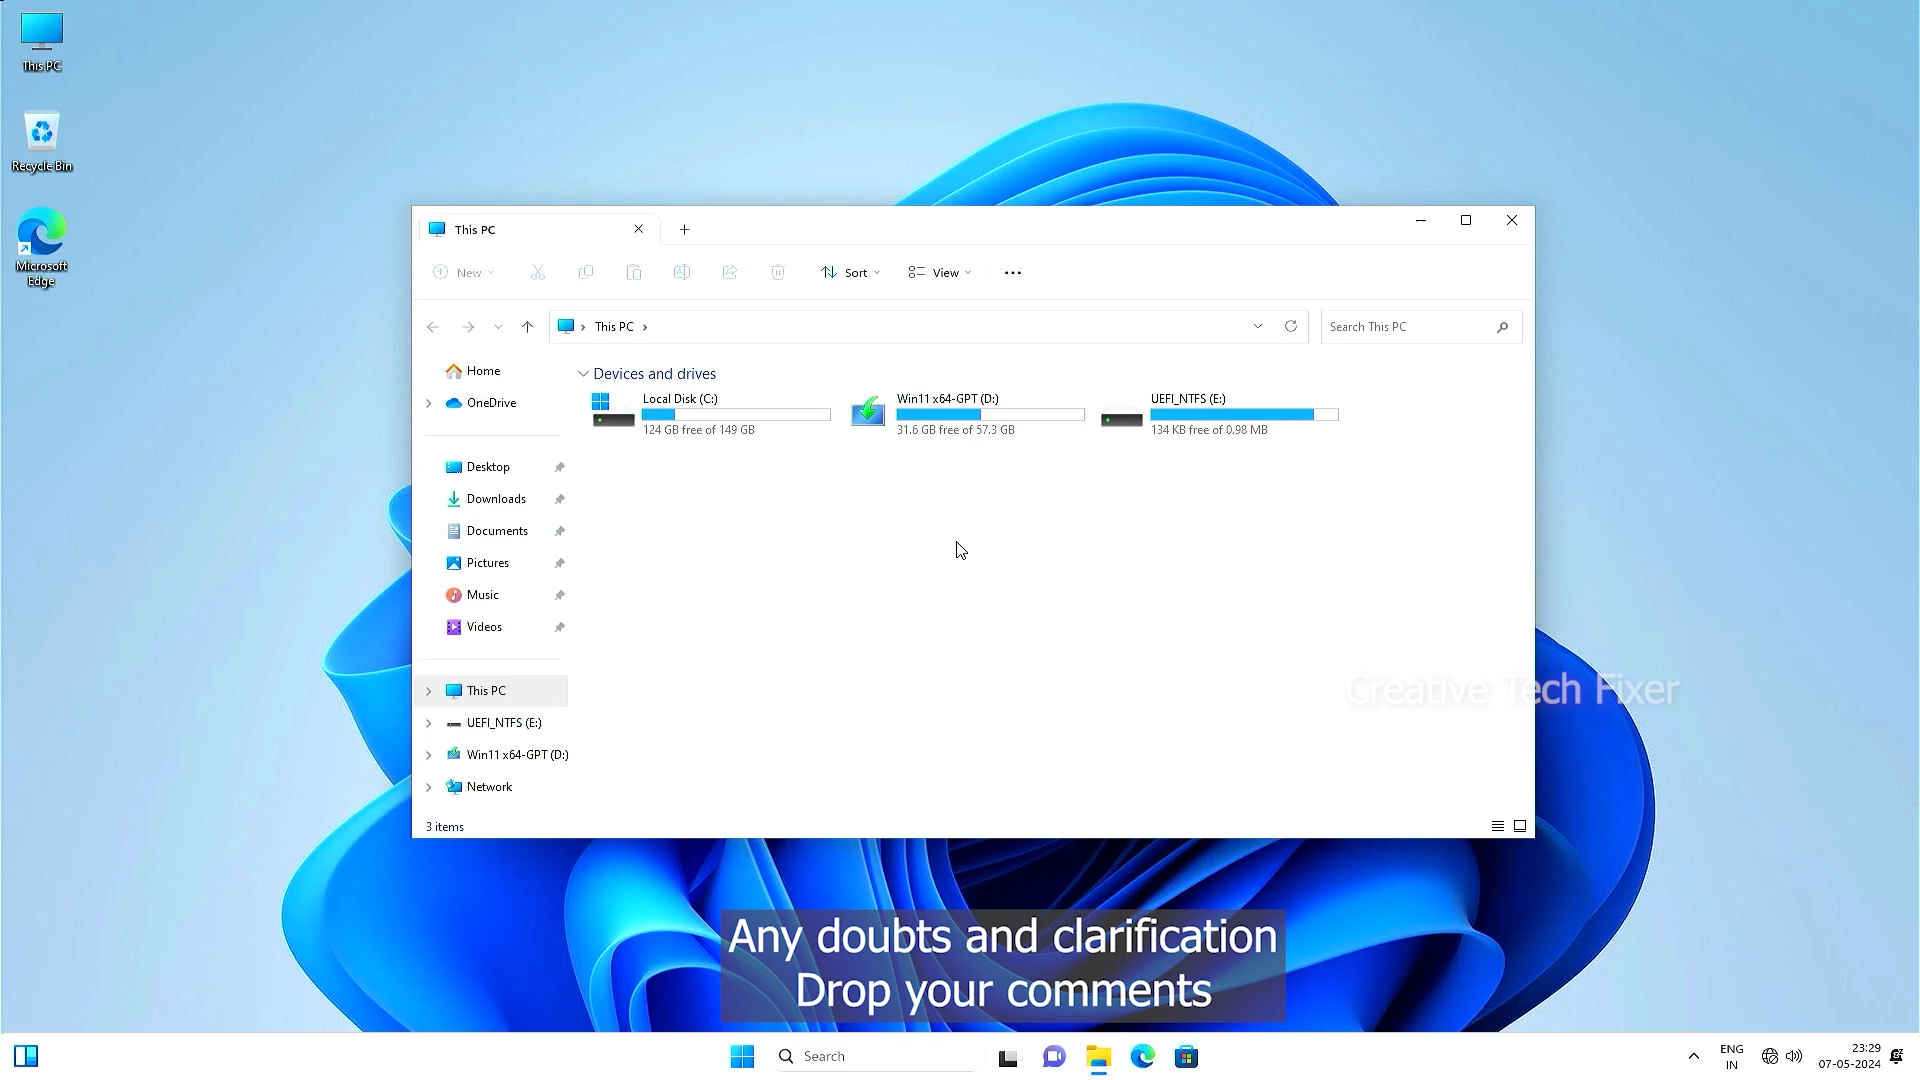 This PC
Recycle Bin
Microsoft
Edge
This PC
New
Sort
View
This PC
Search This PC
Home
OneDrive
Desktop
Downloads
Documents
Pictures
Music
Videos
This PC
UEFI_NTFS (E:)
Win11 x64-GPT (D:)
Network
Devices and drives
Local Disk (C:)
124 GB free of 149 GB
Win11 x64-GPT (D:)
31.6 GB free of 57.3 GB
UEFI_NTFS (E:)
134 KB free of 0.98 MB
3 items
Creative Tech Fixer
Any doubts and clarification
Drop your comments
Search
ENG
IN
23:29
07-05-2024